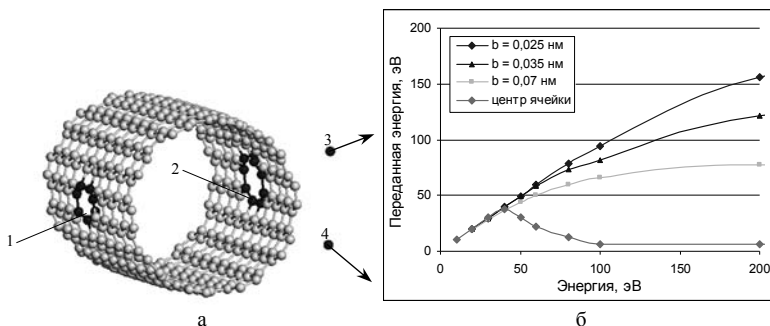 1
2
3
4
а
Переданная энергия, эВ
200
150
100
50
0
b = 0,025 нм
b = 0,035 нм
b = 0,07 нм
центр ячейки
0 50 100 150 200
Энергия, эВ
б